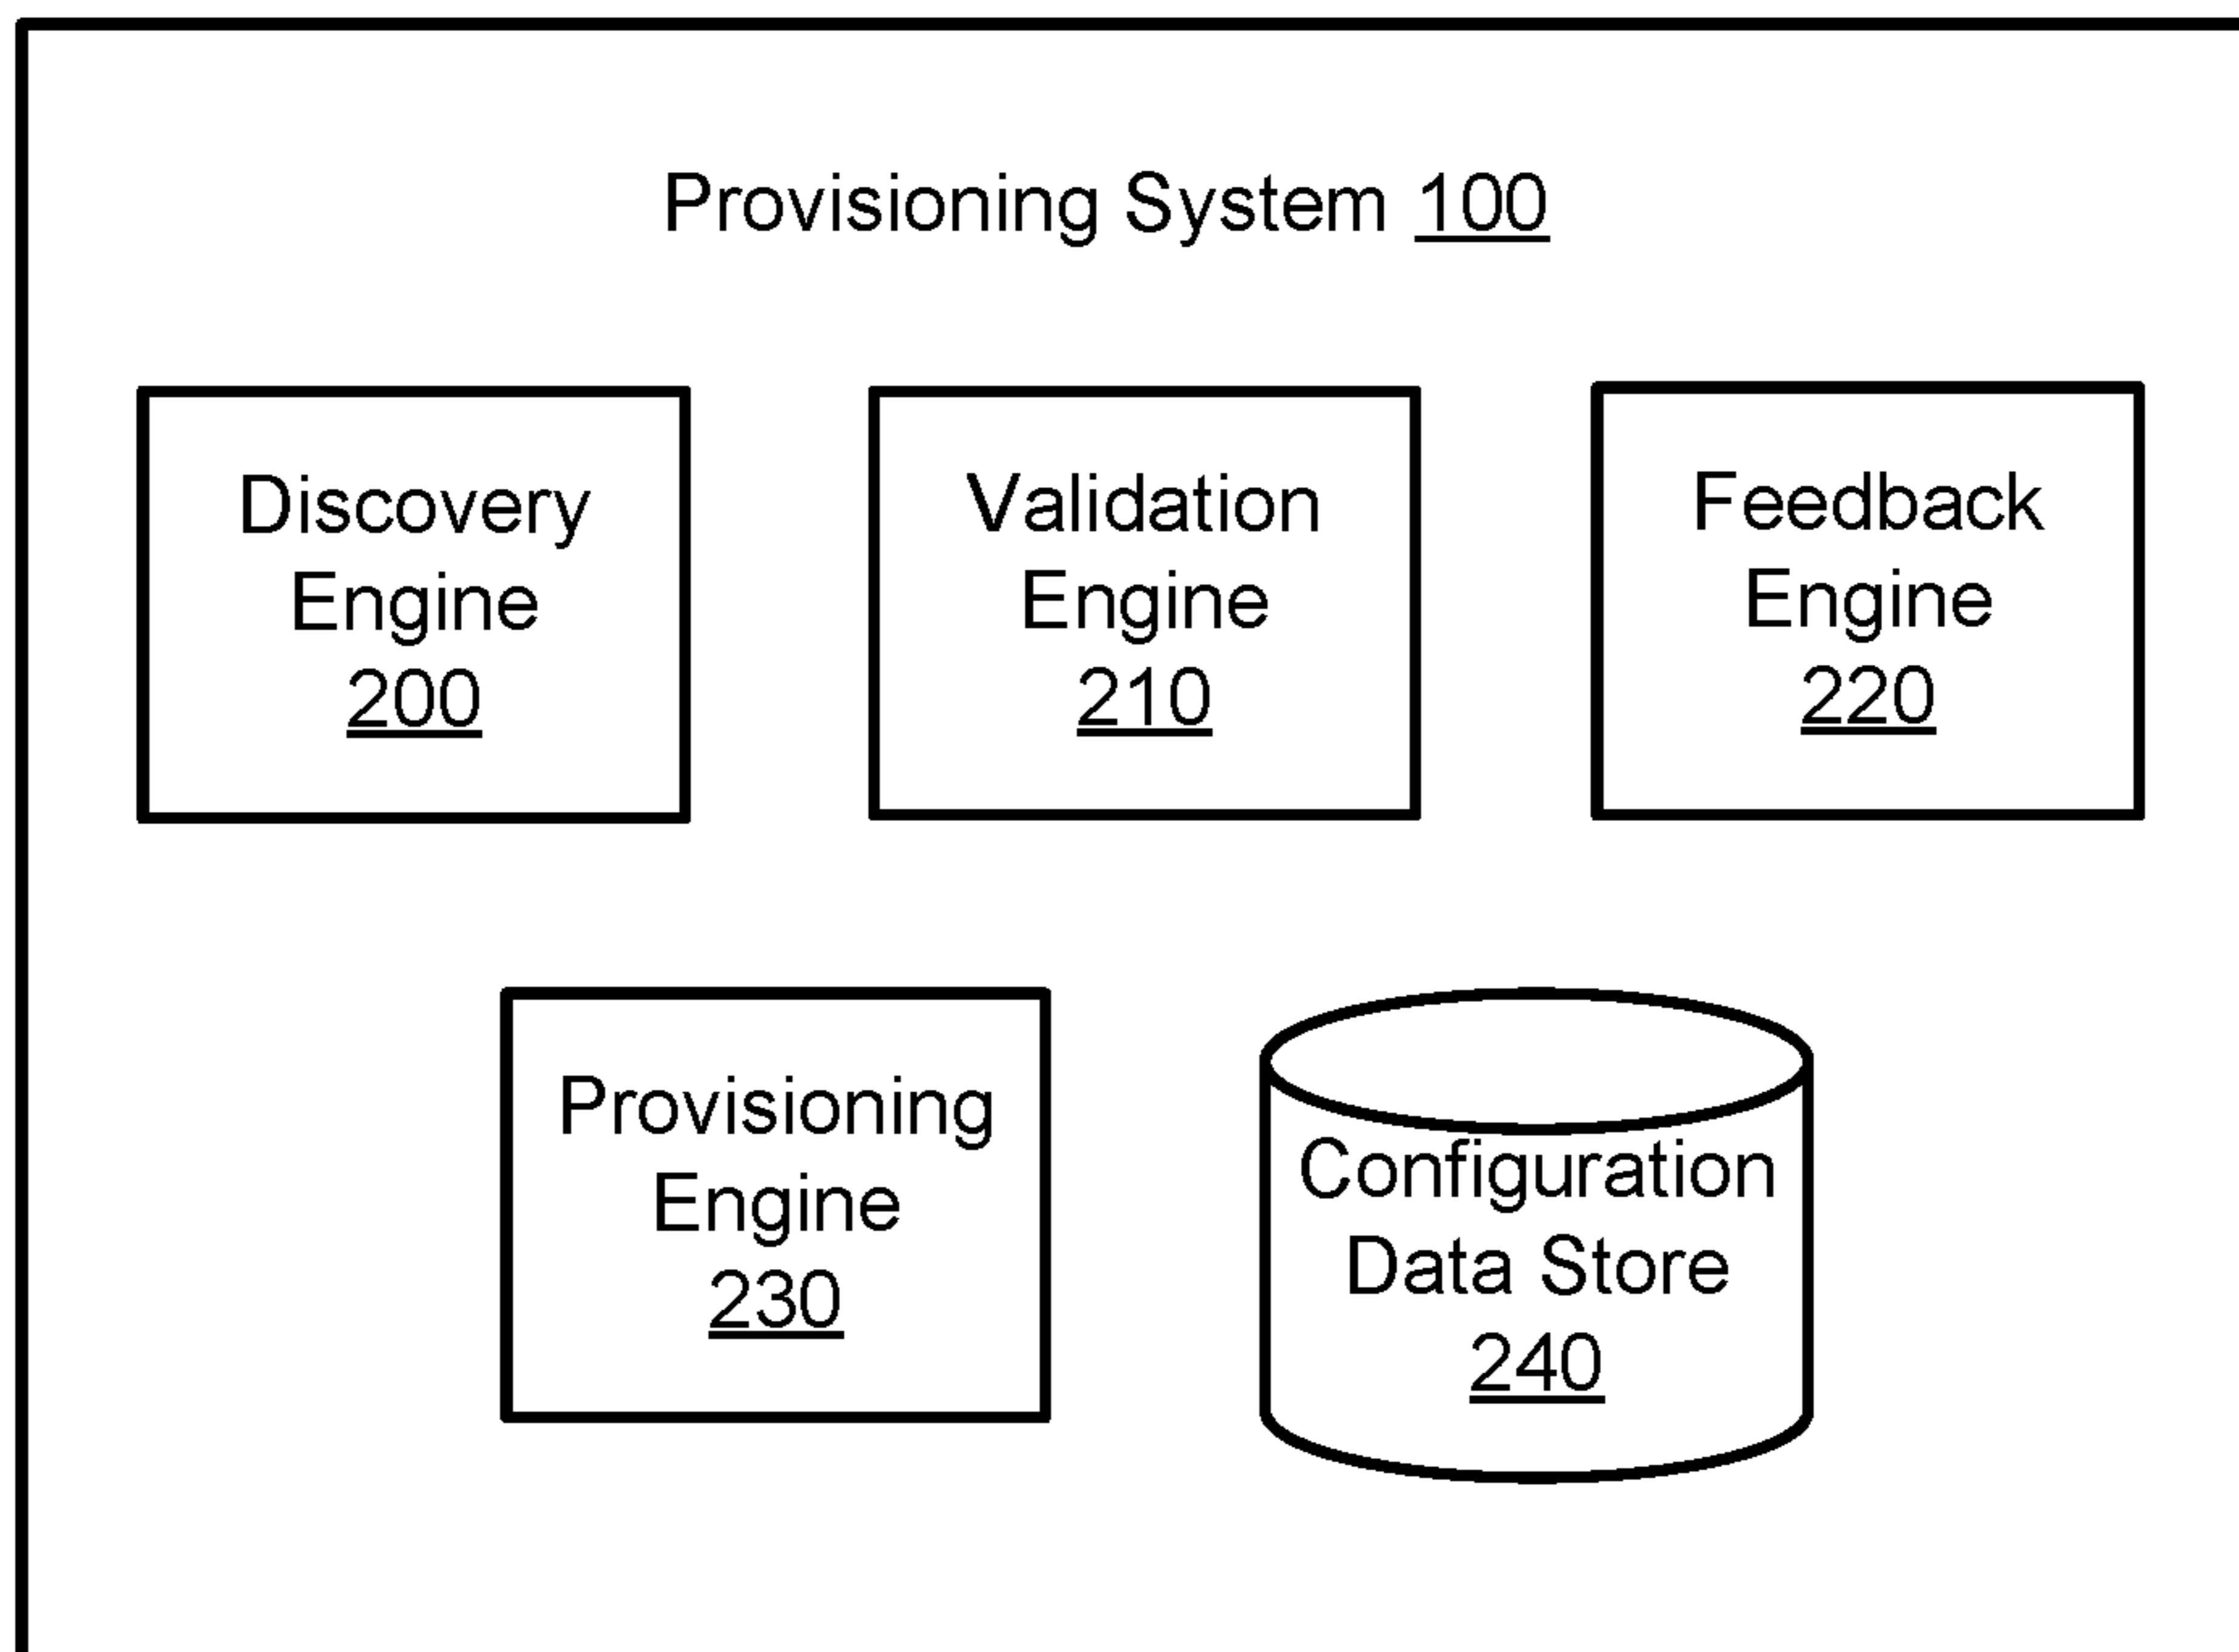 Provisioning System 100
Discovery
Engine
200
Validation
Engine
210
Feedback
Engine
220
Provisioning
Engine
230
Configuration
Data Store
240